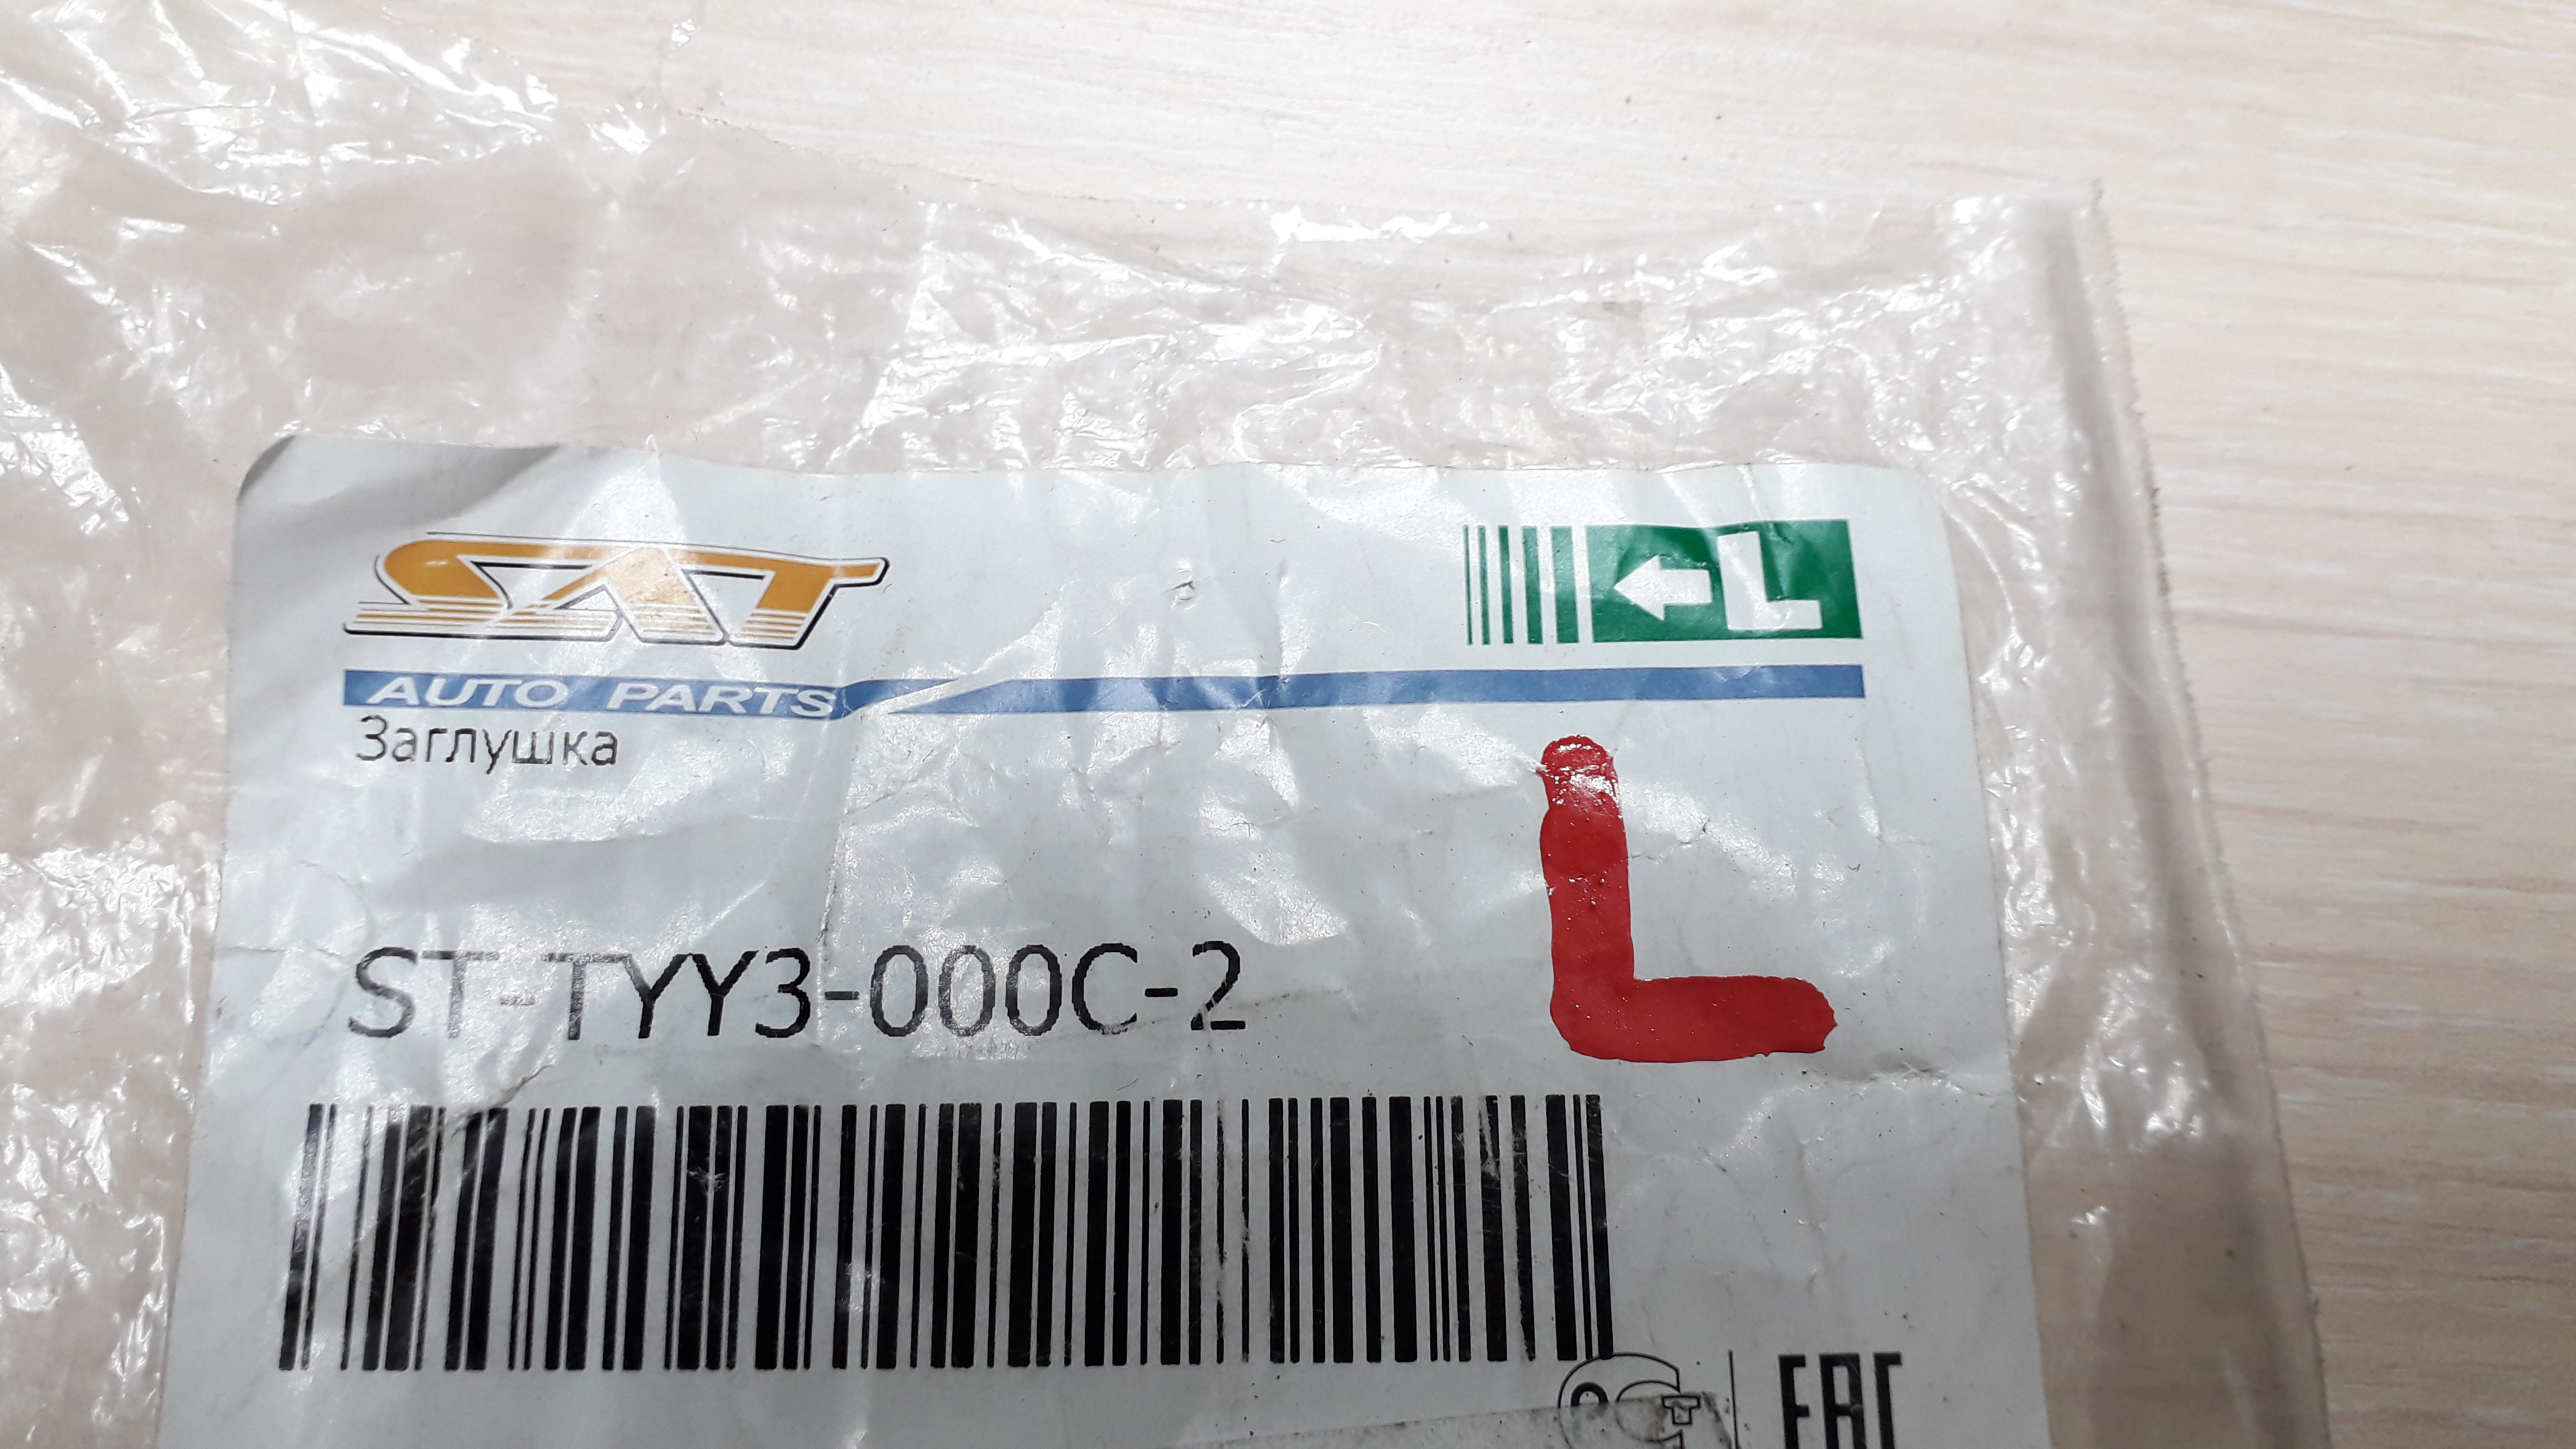 SAT L
AUTO PARTS
Заглушка
L
ST-TYY3-000C-2
EAC